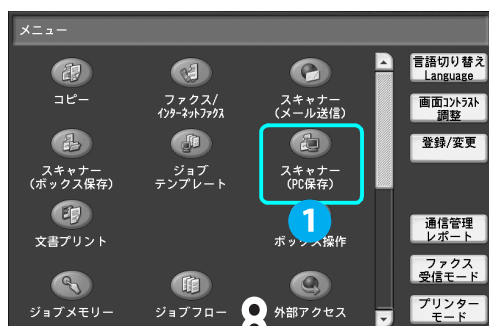 メニュー
言語切り替え
Language
画面コントラスト
調整
登録/変更
コピー
ファクス/
インターネットファクス
スキャナー
(メール送信)
スキャナー
(ボックス保存)
ジョブ
テンプレート
スキャナー
(PC保存)
1
文書プリント
ボックス操作
通信管理
レポート
ファクス
受信モード
ジョブメモリー
ジョブフロー
外部アクセス
プリンター
モード